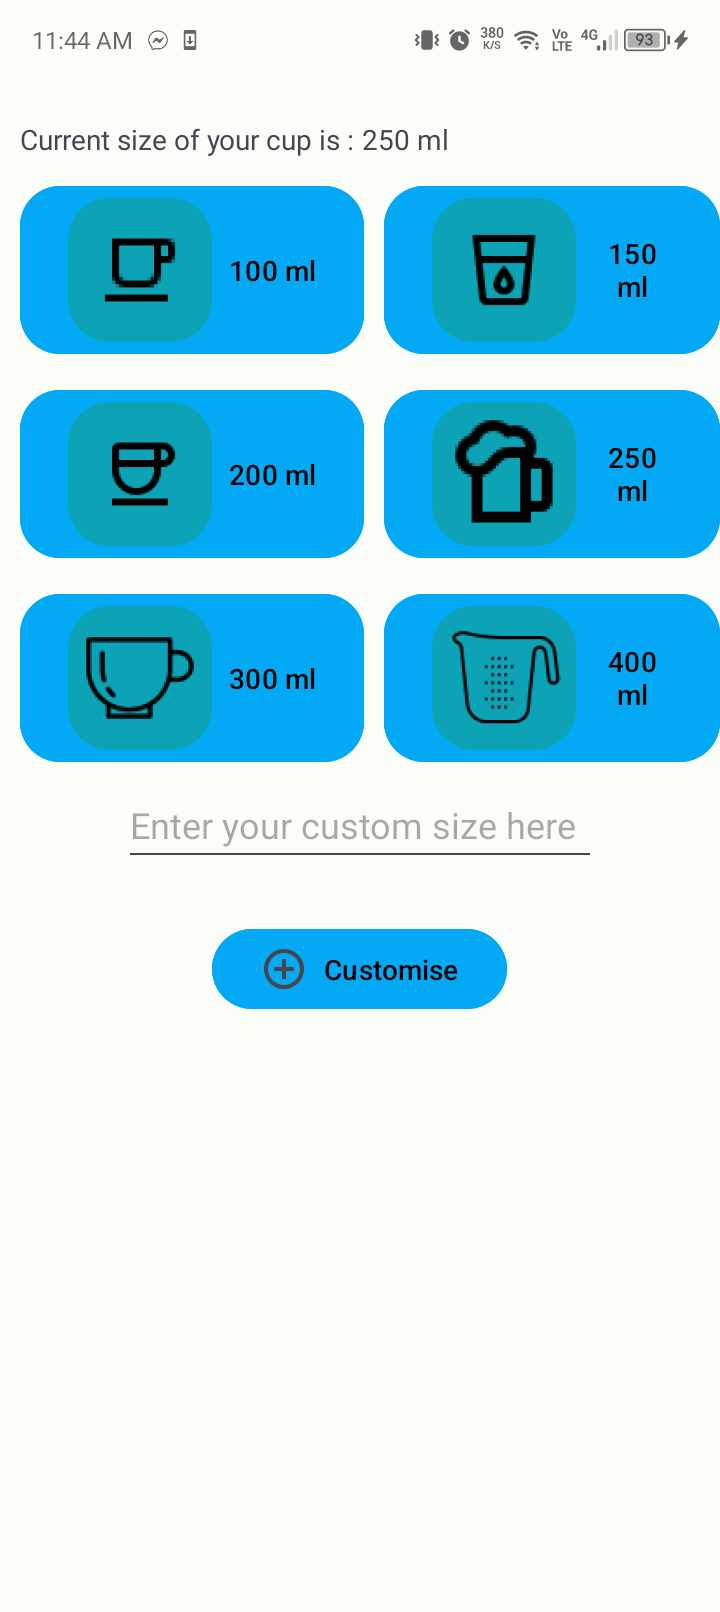 11:44 AM
380 K/S
Vo LTE
4G
93
Current size of your cup is : 250 ml
100 ml
150
ml
200 ml
250
ml
300 ml
400
ml
Enter your custom size here
Customise